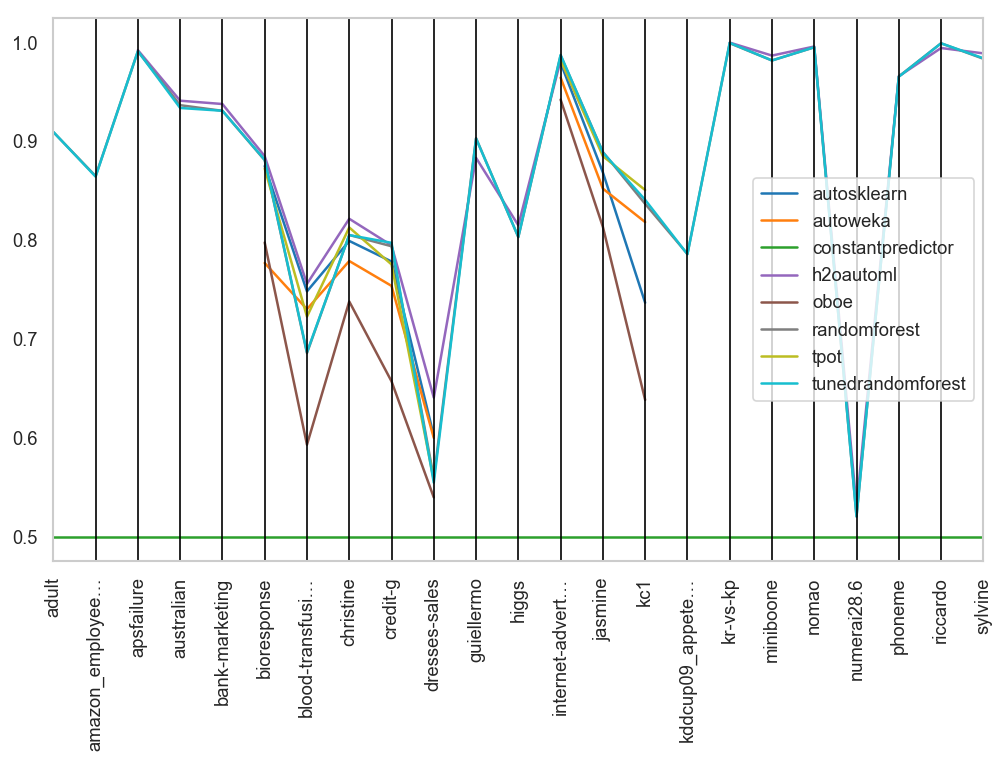 1.0
0.9
0.8
0.7
0.6
0.5
autosklearn
autoweka
constantpredictor
h2oautoml
oboe
randomforest
tpot
tunedrandomforest
adult
amazon_employee…
apsfailure
australian
bank-marketing
bioresponse
blood-transfusi…
christine
credit-g
dresses-sales
guiellermo
higgs
internet-advert…
jasmine
kc1
kddcup09_appete…
kr-vs-kp
miniboone
nomao
numerai28.6
phoneme
riccardo
sylvine